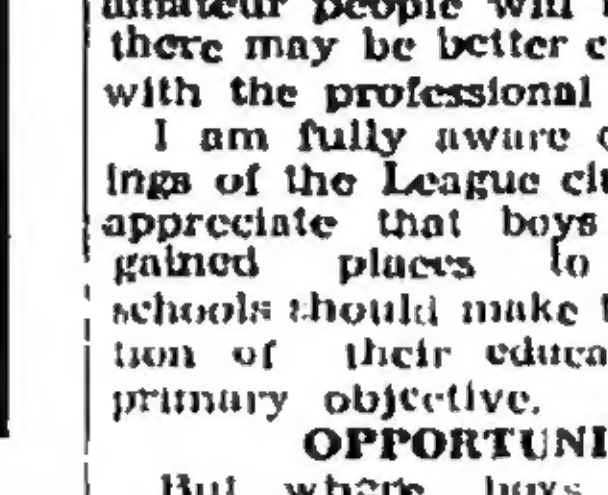 amateur people will
there may be better
with the professional
I am fully aware
ings of the League
appreciate that boys
gained places to
schools should make
tion of their educa
primary objective.
OPPORTUNI
But where boys